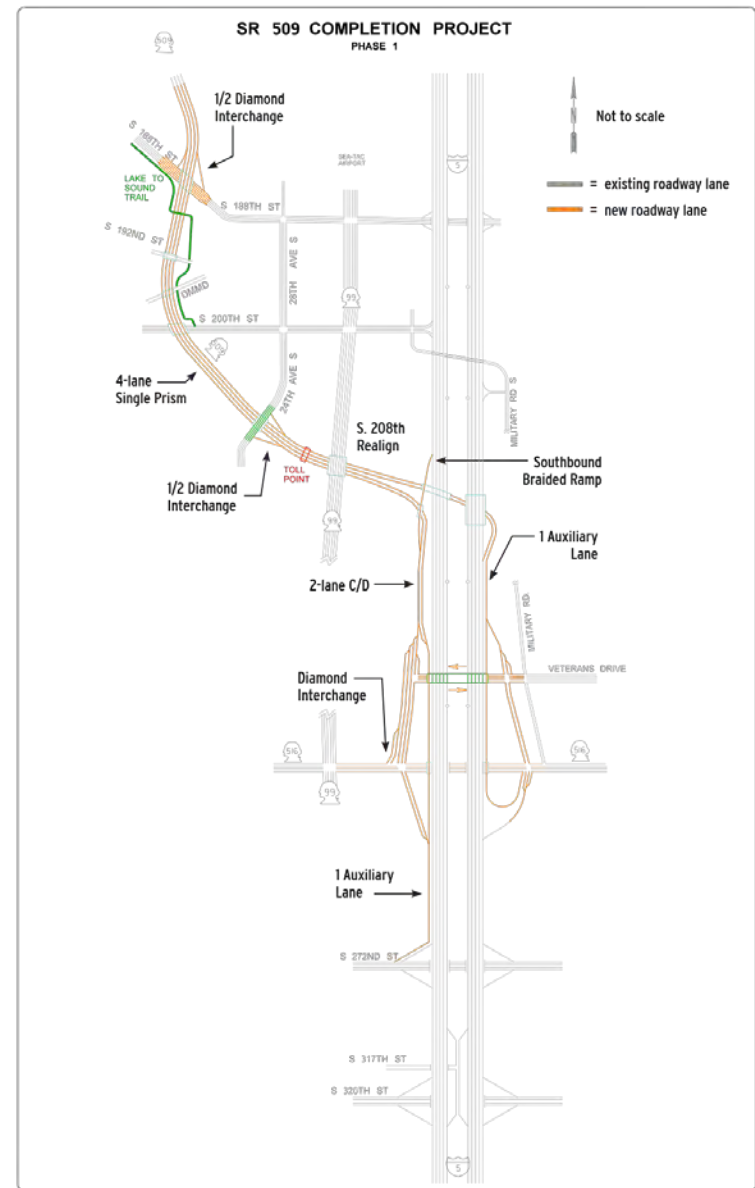 SR 509 COMPLETION PROJECT
PHASE 1
509
1/2 Diamond
Interchange
5
Not to scale
= existing roadway lane
= new roadway lane
S 188TH ST
SEA-TAC
AIRPORT
LAKE TO
SOUND
TRAIL
S 188TH ST
S 192ND ST
28TH AVE S
DMMD
99
S 200TH ST
509
4-lane
Single Prism
24TH AVE S
MILITARY RD S
S. 208th
Realign
Southbound
Braided Ramp
TOLL
POINT
1/2 Diamond
Interchange
99
1 Auxiliary
Lane
2-lane C/D
MILITARY RD
VETERANS DRIVE
Diamond
Interchange
516
516
99
1 Auxiliary
Lane
S 272ND ST
S 317TH ST
S 320TH ST
5